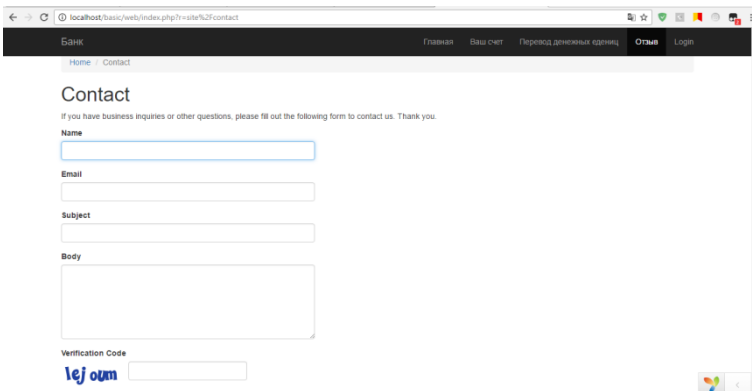 localhost/basic/web/index.php?r=site%2Fcontact
Банк Главная Ваш счет Перевод денежных едениц Отзыв Login
Home / Contact
Contact
If you have business inquiries or other questions, please fill out the following form to contact us. Thank you.
Name
Email
Subject
Body
Verification Code
lejoum